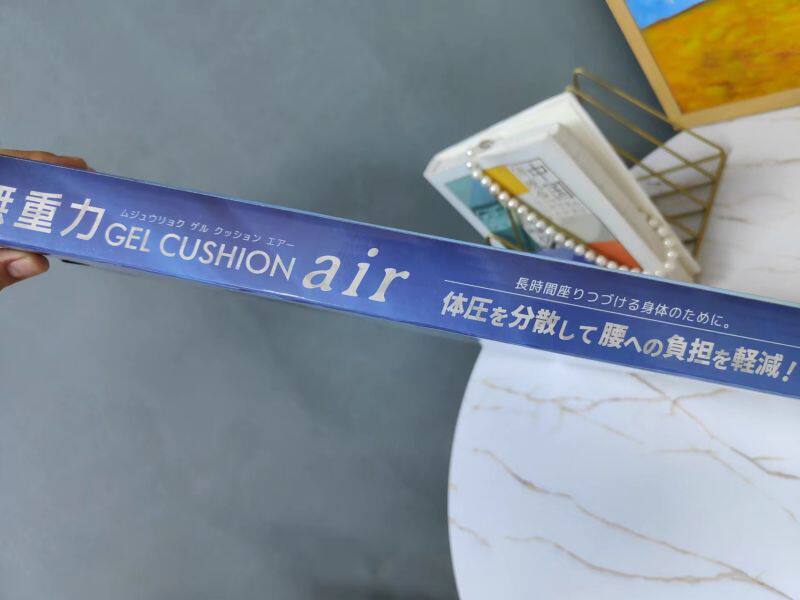 無重力
ムジュウリョク ゲル クッション エアー
GEL CUSHION air
長時間座りつづける身体のために。
体圧を分散して腰への負担を軽減!